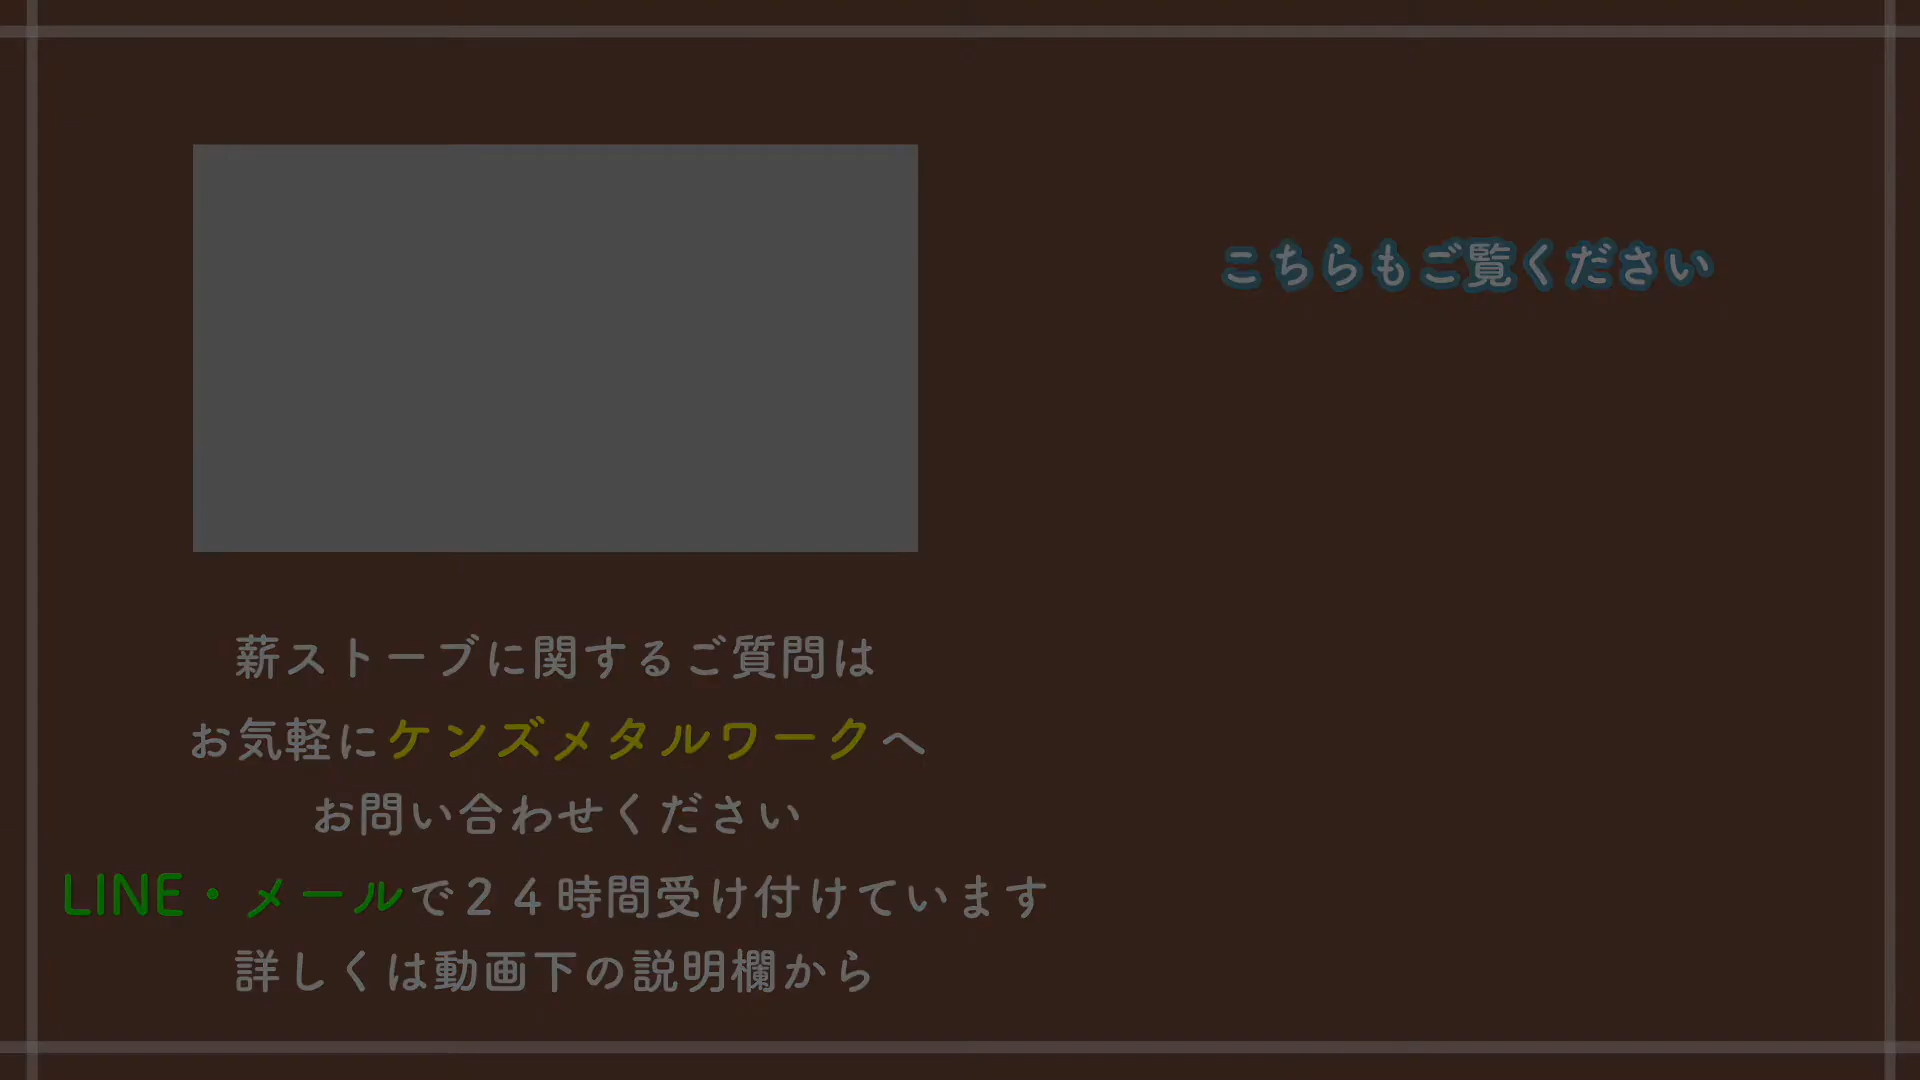 こちらもご覧ください
薪ストーブに関するご質問は
お気軽にケンズメタルワークへ
お問い合わせください
LINE・メールで２４時間受け付けています
詳しくは動画下の説明欄から